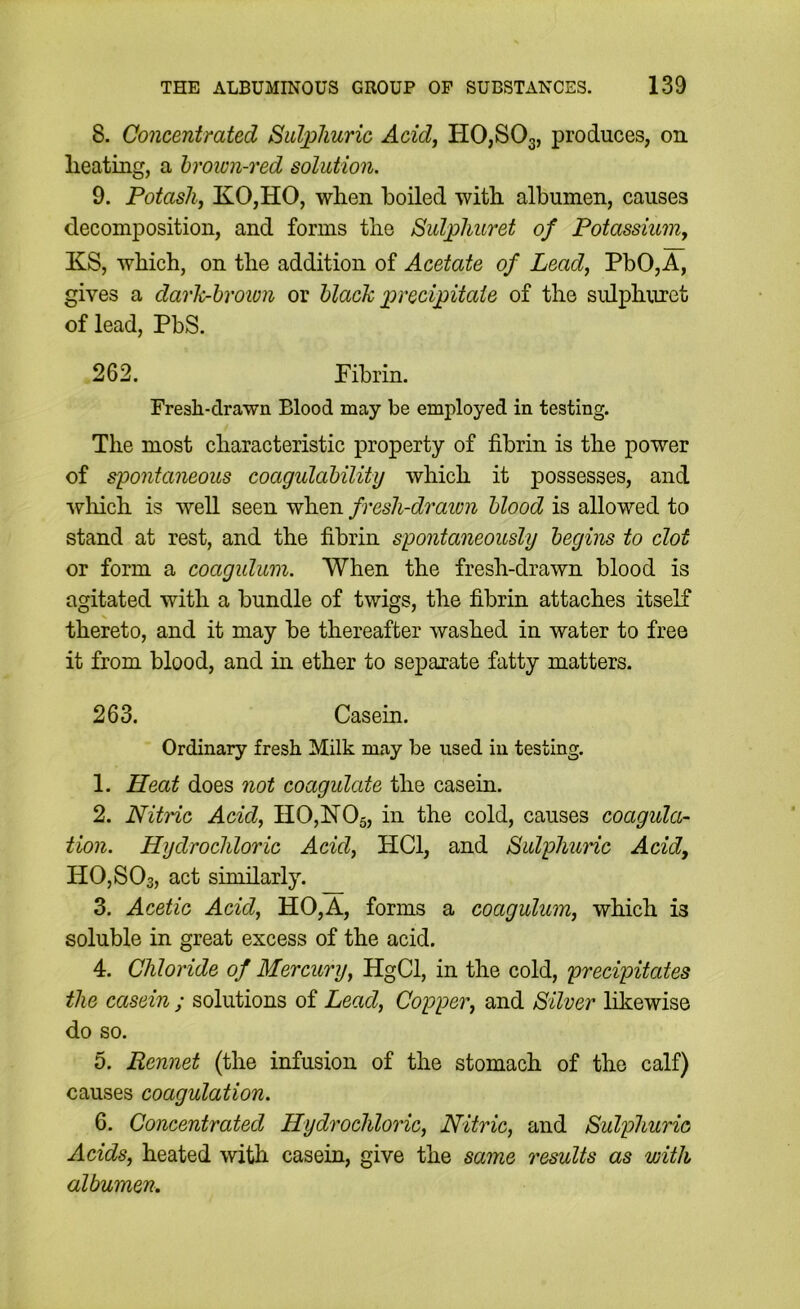 THE ALBUMINOUS GROUP OF SUBSTANCES. 139
8. Concentrated Sulphuric Acid, HO,SO₃, produces, on
heating, a brown-red solution.
9. Potash, KO,HO, when boiled with albumen, causes
decomposition, and forms the Sulphuret of Potassium,
KS, which, on the addition of Acetate of Lead, PbO,A̅,
gives a dark-brown or black precipitate of the sulphuret
of lead, PbS.
262. Fibrin.
Fresh-drawn Blood may be employed in testing.
The most characteristic property of fibrin is the power
of spontaneous coagulability which it possesses, and
which is well seen when fresh-drawn blood is allowed to
stand at rest, and the fibrin spontaneously begins to clot
or form a coagulum. When the fresh-drawn blood is
agitated with a bundle of twigs, the fibrin attaches itself
thereto, and it may be thereafter washed in water to free
it from blood, and in ether to separate fatty matters.
263. Casein.
Ordinary fresh Milk may be used in testing.
1. Heat does not coagulate the casein.
2. Nitric Acid, HO,NO₅, in the cold, causes coagula-
tion. Hydrochloric Acid, HCl, and Sulphuric Acid,
HO,SO₃, act similarly.
3. Acetic Acid, HO,A̅, forms a coagulum, which is
soluble in great excess of the acid.
4. Chloride of Mercury, HgCl, in the cold, precipitates
the casein; solutions of Lead, Copper, and Silver likewise
do so.
5. Rennet (the infusion of the stomach of the calf)
causes coagulation.
6. Concentrated Hydrochloric, Nitric, and Sulphuric
Acids, heated with casein, give the same results as with
albumen.